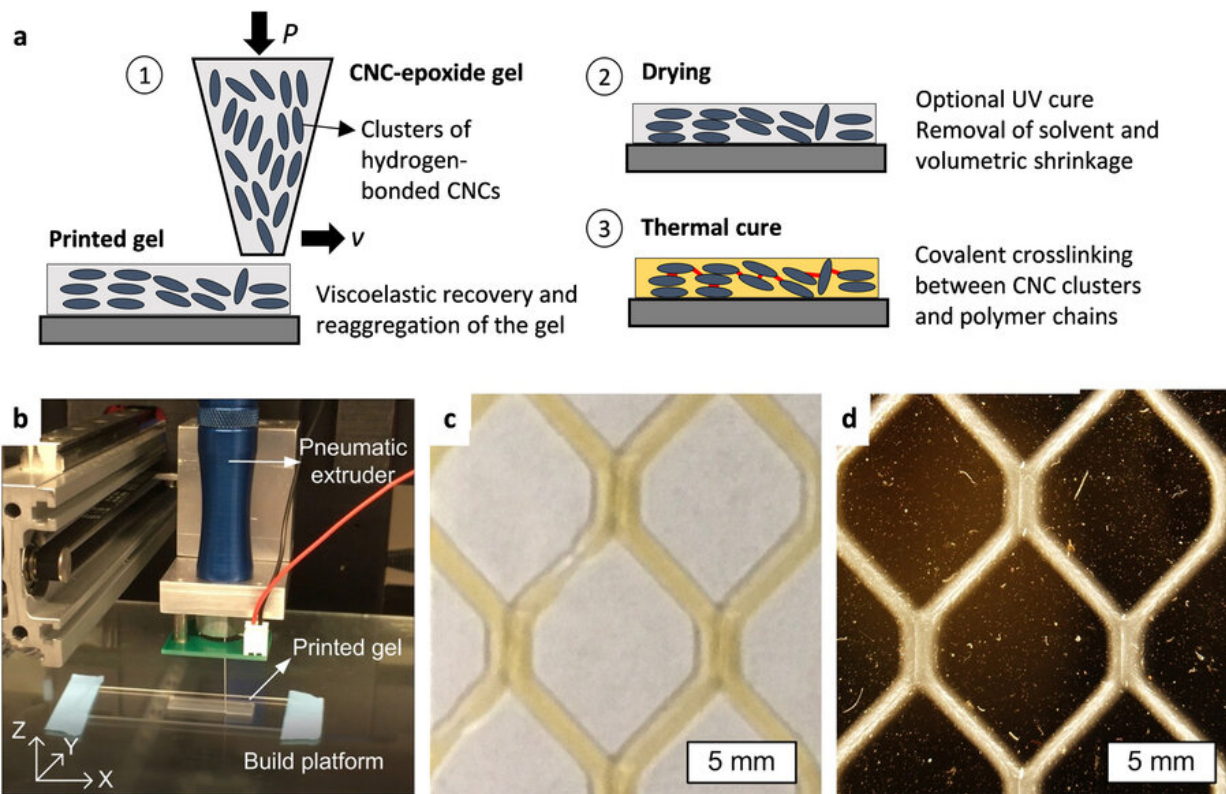 a
P
1
CNC-epoxide gel
Clusters of
hydrogen-
bonded CNCs
v
Printed gel
Viscoelastic recovery and
reaggregation of the gel
2
Drying
Optional UV cure
Removal of solvent and
volumetric shrinkage
3
Thermal cure
Covalent crosslinking
between CNC clusters
and polymer chains
b
Pneumatic
extruder
Printed gel
Build platform
Z
Y
X
c
5 mm
d
5 mm